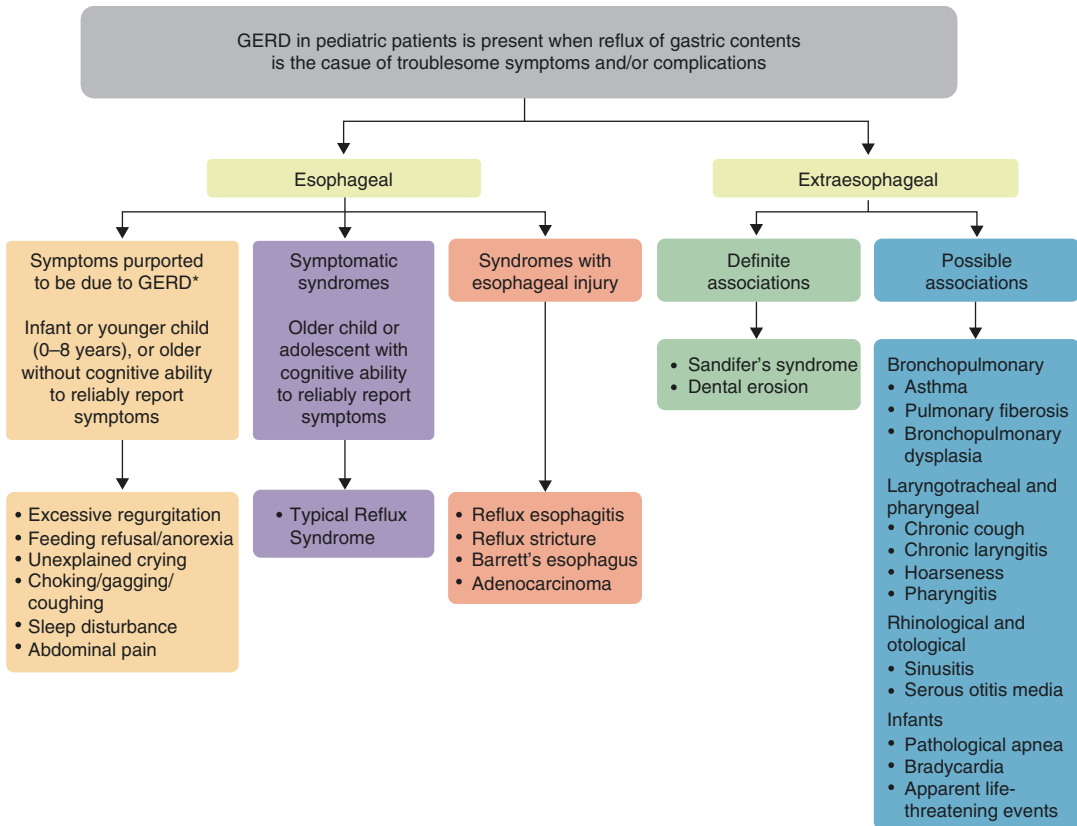 GERD in pediatric patients is present when reflux of gastric contents
is the casue of troublesome symptoms and/or complications
Esophageal
Extraesophageal
Symptoms purported
to be due to GERD*
Infant or younger child
(0–8 years), or older
without cognitive ability
to reliably report
symptoms
Symptomatic
syndromes
Older child or
adolescent with
cognitive ability
to reliably report
symptoms
Syndromes with
esophageal injury
Definite
associations
Possible
associations
• Excessive regurgitation
• Feeding refusal/anorexia
• Unexplained crying
• Choking/gagging/
coughing
• Sleep disturbance
• Abdominal pain
• Typical Reflux
Syndrome
• Reflux esophagitis
• Reflux stricture
• Barrett's esophagus
• Adenocarcinoma
• Sandifer's syndrome
• Dental erosion
Bronchopulmonary
• Asthma
• Pulmonary fiberosis
• Bronchopulmonary
dysplasia
Laryngotracheal and
pharyngeal
• Chronic cough
• Chronic laryngitis
• Hoarseness
• Pharyngitis
Rhinological and
otological
• Sinusitis
• Serous otitis media
Infants
• Pathological apnea
• Bradycardia
• Apparent life-
threatening events